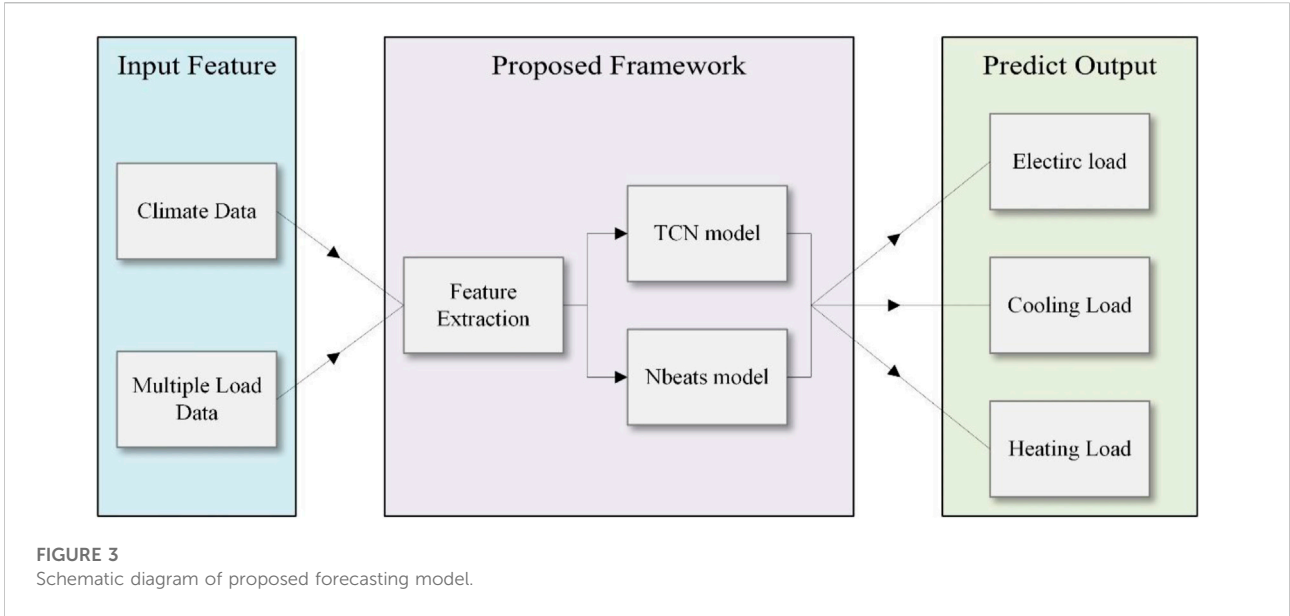 Input Feature
Climate Data
Multiple Load
Data
Proposed Framework
Feature
Extraction
TCN model
Nbeats model
Predict Output
Electirc load
Cooling Load
Heating Load
FIGURE 3
Schematic diagram of proposed forecasting model.